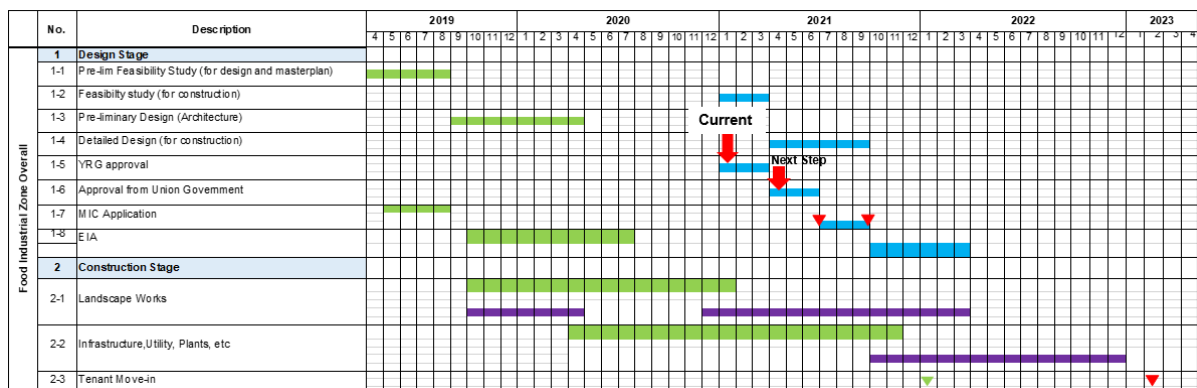 No. Description 2019 2020 2021 2022 2023
4 5 6 7 8 9 10 11 12 1 2 3 4 5 6 7 8 9 10 11 12 1 2 3 4 5 6 7 8 9 10 11 12 1 2 3 4 5 6 7 8 9 10 11 12 1 2 3 4
Food Industrial Zone Overall
1 Design Stage
1-1 Pre-lim Feasibility Study (for design and masterplan)
1-2 Feasibilty study (for construction)
1-3 Pre-liminary Design (Architecture)
Current
1-4 Detailed Design (for construction)
1-5 YRG approval
Next Step
1-6 Approval from Union Government
1-7 MIC Application
1-8 EIA
2 Construction Stage
2-1 Landscape Works
2-2 Infrastructure,Utility, Plants, etc
2-3 Tenant Move-in